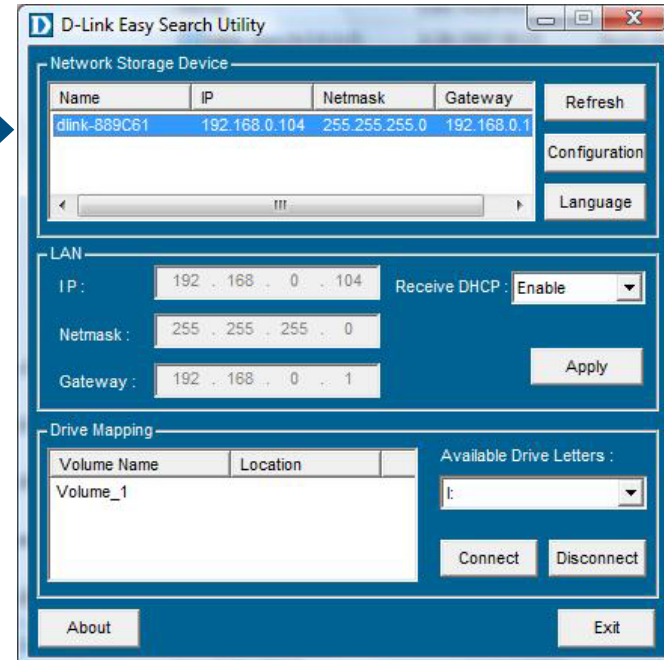 D-Link Easy Search Utility
Network Storage Device
Name IP Netmask Gateway
dlink-889C61 192.168.0.104 255.255.255.0 192.168.0.1
Refresh
Configuration
Language
LAN
IP: 192 . 168 . 0 . 104 Receive DHCP : Enable
Netmask : 255 . 255 . 255 . 0
Gateway : 192 . 168 . 0 . 1 Apply
Drive Mapping
Volume Name Location Available Drive Letters :
Volume_1 I:
Connect Disconnect
About Exit